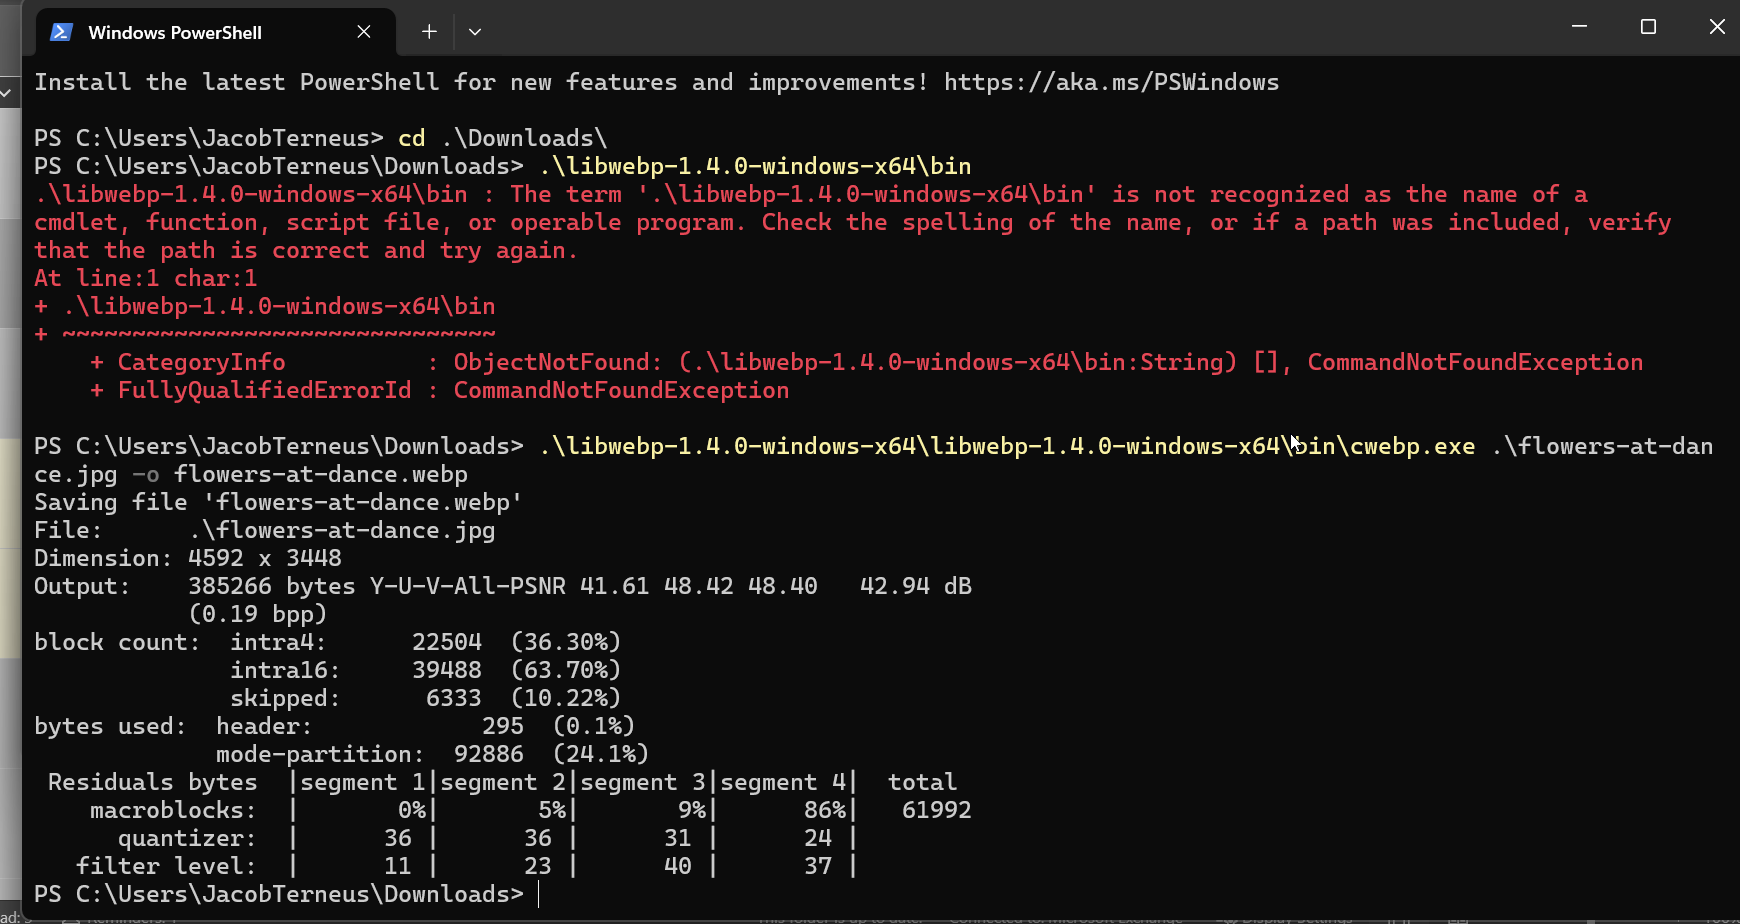 Windows PowerShell
Install the latest PowerShell for new features and improvements! https://aka.ms/PSWindows
PS C:\Users\JacobTerneus> cd .\Downloads\
PS C:\Users\JacobTerneus\Downloads> .\libwebp-1.4.0-windows-x64\bin
.\libwebp-1.4.0-windows-x64\bin : The term '.\libwebp-1.4.0-windows-x64\bin' is not recognized as the name of a
cmdlet, function, script file, or operable program. Check the spelling of the name, or if a path was included, verify
that the path is correct and try again.
At line:1 char:1
+ .\libwebp-1.4.0-windows-x64\bin
+ ~~~~~~~~~~~~~~~~~~~~~~~~~~~~~~~
    + CategoryInfo          : ObjectNotFound: (.\libwebp-1.4.0-windows-x64\bin:String) [], CommandNotFoundException
    + FullyQualifiedErrorId : CommandNotFoundException
PS C:\Users\JacobTerneus\Downloads> .\libwebp-1.4.0-windows-x64\libwebp-1.4.0-windows-x64\bin\cwebp.exe .\flowers-at-dan
ce.jpg -o flowers-at-dance.webp
Saving file 'flowers-at-dance.webp'
File:      .\flowers-at-dance.jpg
Dimension: 4592 x 3448
Output:    385266 bytes Y-U-V-All-PSNR 41.61 48.42 48.40   42.94 dB
           (0.19 bpp)
block count:  intra4:      22504  (36.30%)
              intra16:     39488  (63.70%)
              skipped:      6333  (10.22%)
bytes used:  header:            295  (0.1%)
             mode-partition:  92886  (24.1%)
 Residuals bytes  |segment 1|segment 2|segment 3|segment 4|  total
    macroblocks:  |       0%|       5%|       9%|      86%|   61992
      quantizer:  |      36 |      36 |      31 |      24 |
   filter level:  |      11 |      23 |      40 |      37 |
PS C:\Users\JacobTerneus\Downloads>